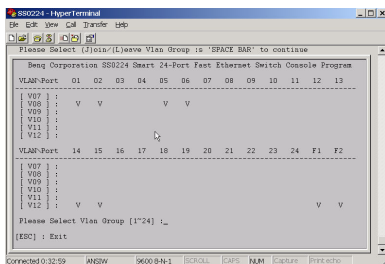 SS0224 - HyperTerminal
File Edit View Call Transfer Help
Please Select (J)oin/(L)eave Vlan Group :s 'SPACE BAR' to continue
Benq Corporation SS0224 Smart 24-Port Fast Ethernet Switch Console Program
VLAN\Port 01 02 03 04 05 06 07 08 09 10 11 12 13
[ V07 ] :
[ V08 ] : V V V V
[ V09 ] :
[ V10 ] :
[ V11 ] :
[ V12 ] :
VLAN\Port 14 15 16 17 18 19 20 21 22 23 24 F1 F2
[ V07 ] :
[ V08 ] :
[ V09 ] :
[ V10 ] :
[ V11 ] :
[ V12 ] : V V V V
Please Select Vlan Group [1~24] :_
[ESC] : Exit
Connected 0:32:59 ANSIW 9600 8-N-1 SCROLL CAPS NUM Capture Print echo